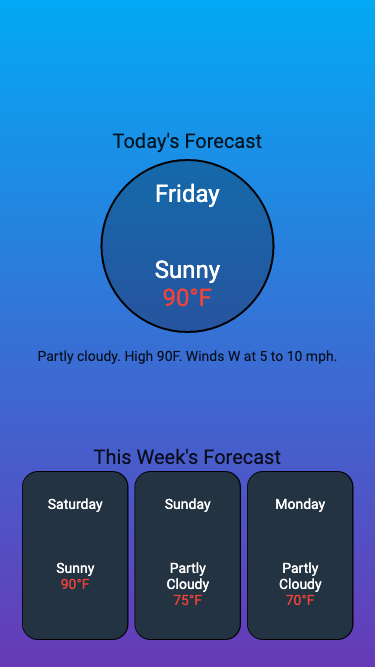 Today's Forecast
Friday
Sunny
90°F
Partly cloudy. High 90F. Winds W at 5 to 10 mph.
This Week's Forecast
Saturday
Sunny
90°F
Sunday
Partly
Cloudy
75°F
Monday
Partly
Cloudy
70°F